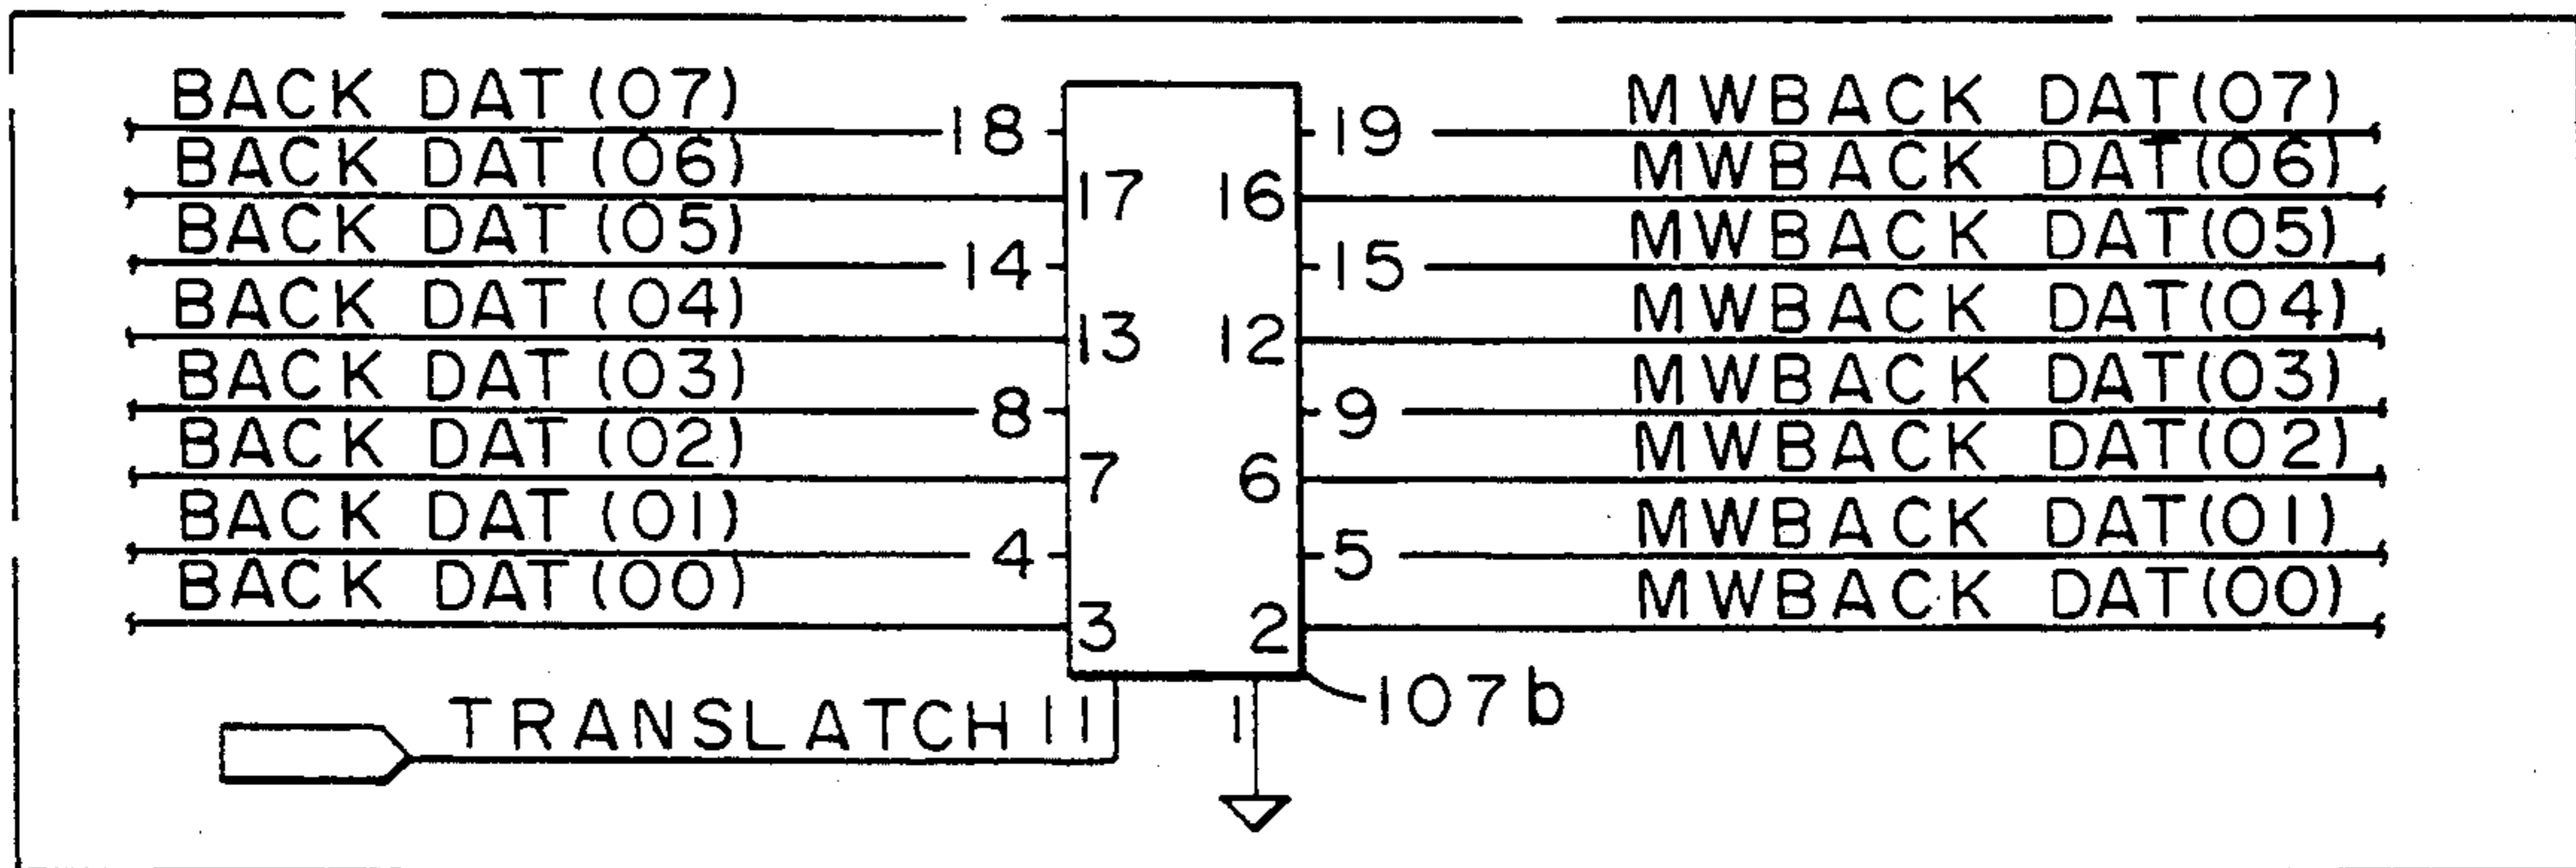 BACK DAT (07) 18 19 MWBACK DAT(07)
BACK DAT (06) 17 16 MWBACK DAT(06)
BACK DAT (05) 14 15 MWBACK DAT(05)
BACK DAT (04) 13 12 MWBACK DAT(04)
BACK DAT (03) 8 9 MWBACK DAT(03)
BACK DAT (02) 7 6 MWBACK DAT(02)
BACK DAT (01) 4 5 MWBACK DAT(01)
BACK DAT (00) 3 2 MWBACK DAT(00)
TRANSLATCH 11 1 107b